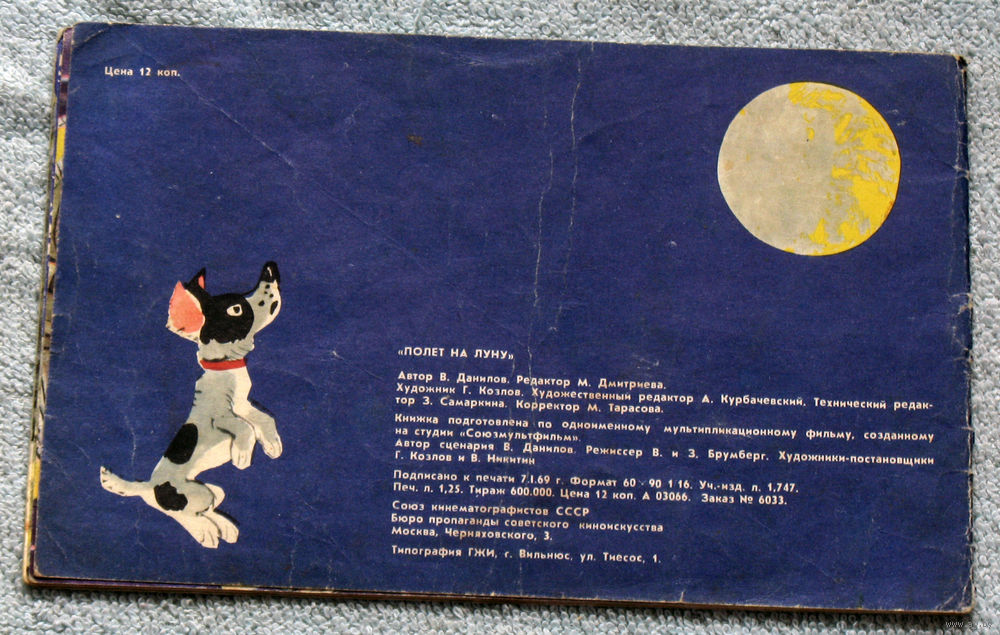 Цена 12 коп.
«ПОЛЕТ НА ЛУНУ»
Автор В. Данилов. Редактор М. Дмитриева.
Художник Г. Козлов. Художественный редактор А. Курбачевский. Технический редак-
тор З. Самаркина. Корректор М. Тарасова.
Книжка подготовлена по одноименному мультипликационному фильму, созданному
на студии «Союзмультфильм».
Автор сценария В. Данилов. Режиссер В. и З. Брумберг. Художники-постановщики
Г. Козлов и В. Никитин
Подписано к печати 7.I.69 г. Формат 60 × 90 1/16. Уч.-изд. л. 1,747.
Печ. л. 1,25. Тираж 600.000. Цена 12 коп. А 03066. Заказ № 6033.
Союз кинематографистов СССР
Бюро пропаганды советского киноискусства
Москва, Черняховского, 3.
Типография ГЖИ, г. Вильнюс, ул. Тиесос, 1.